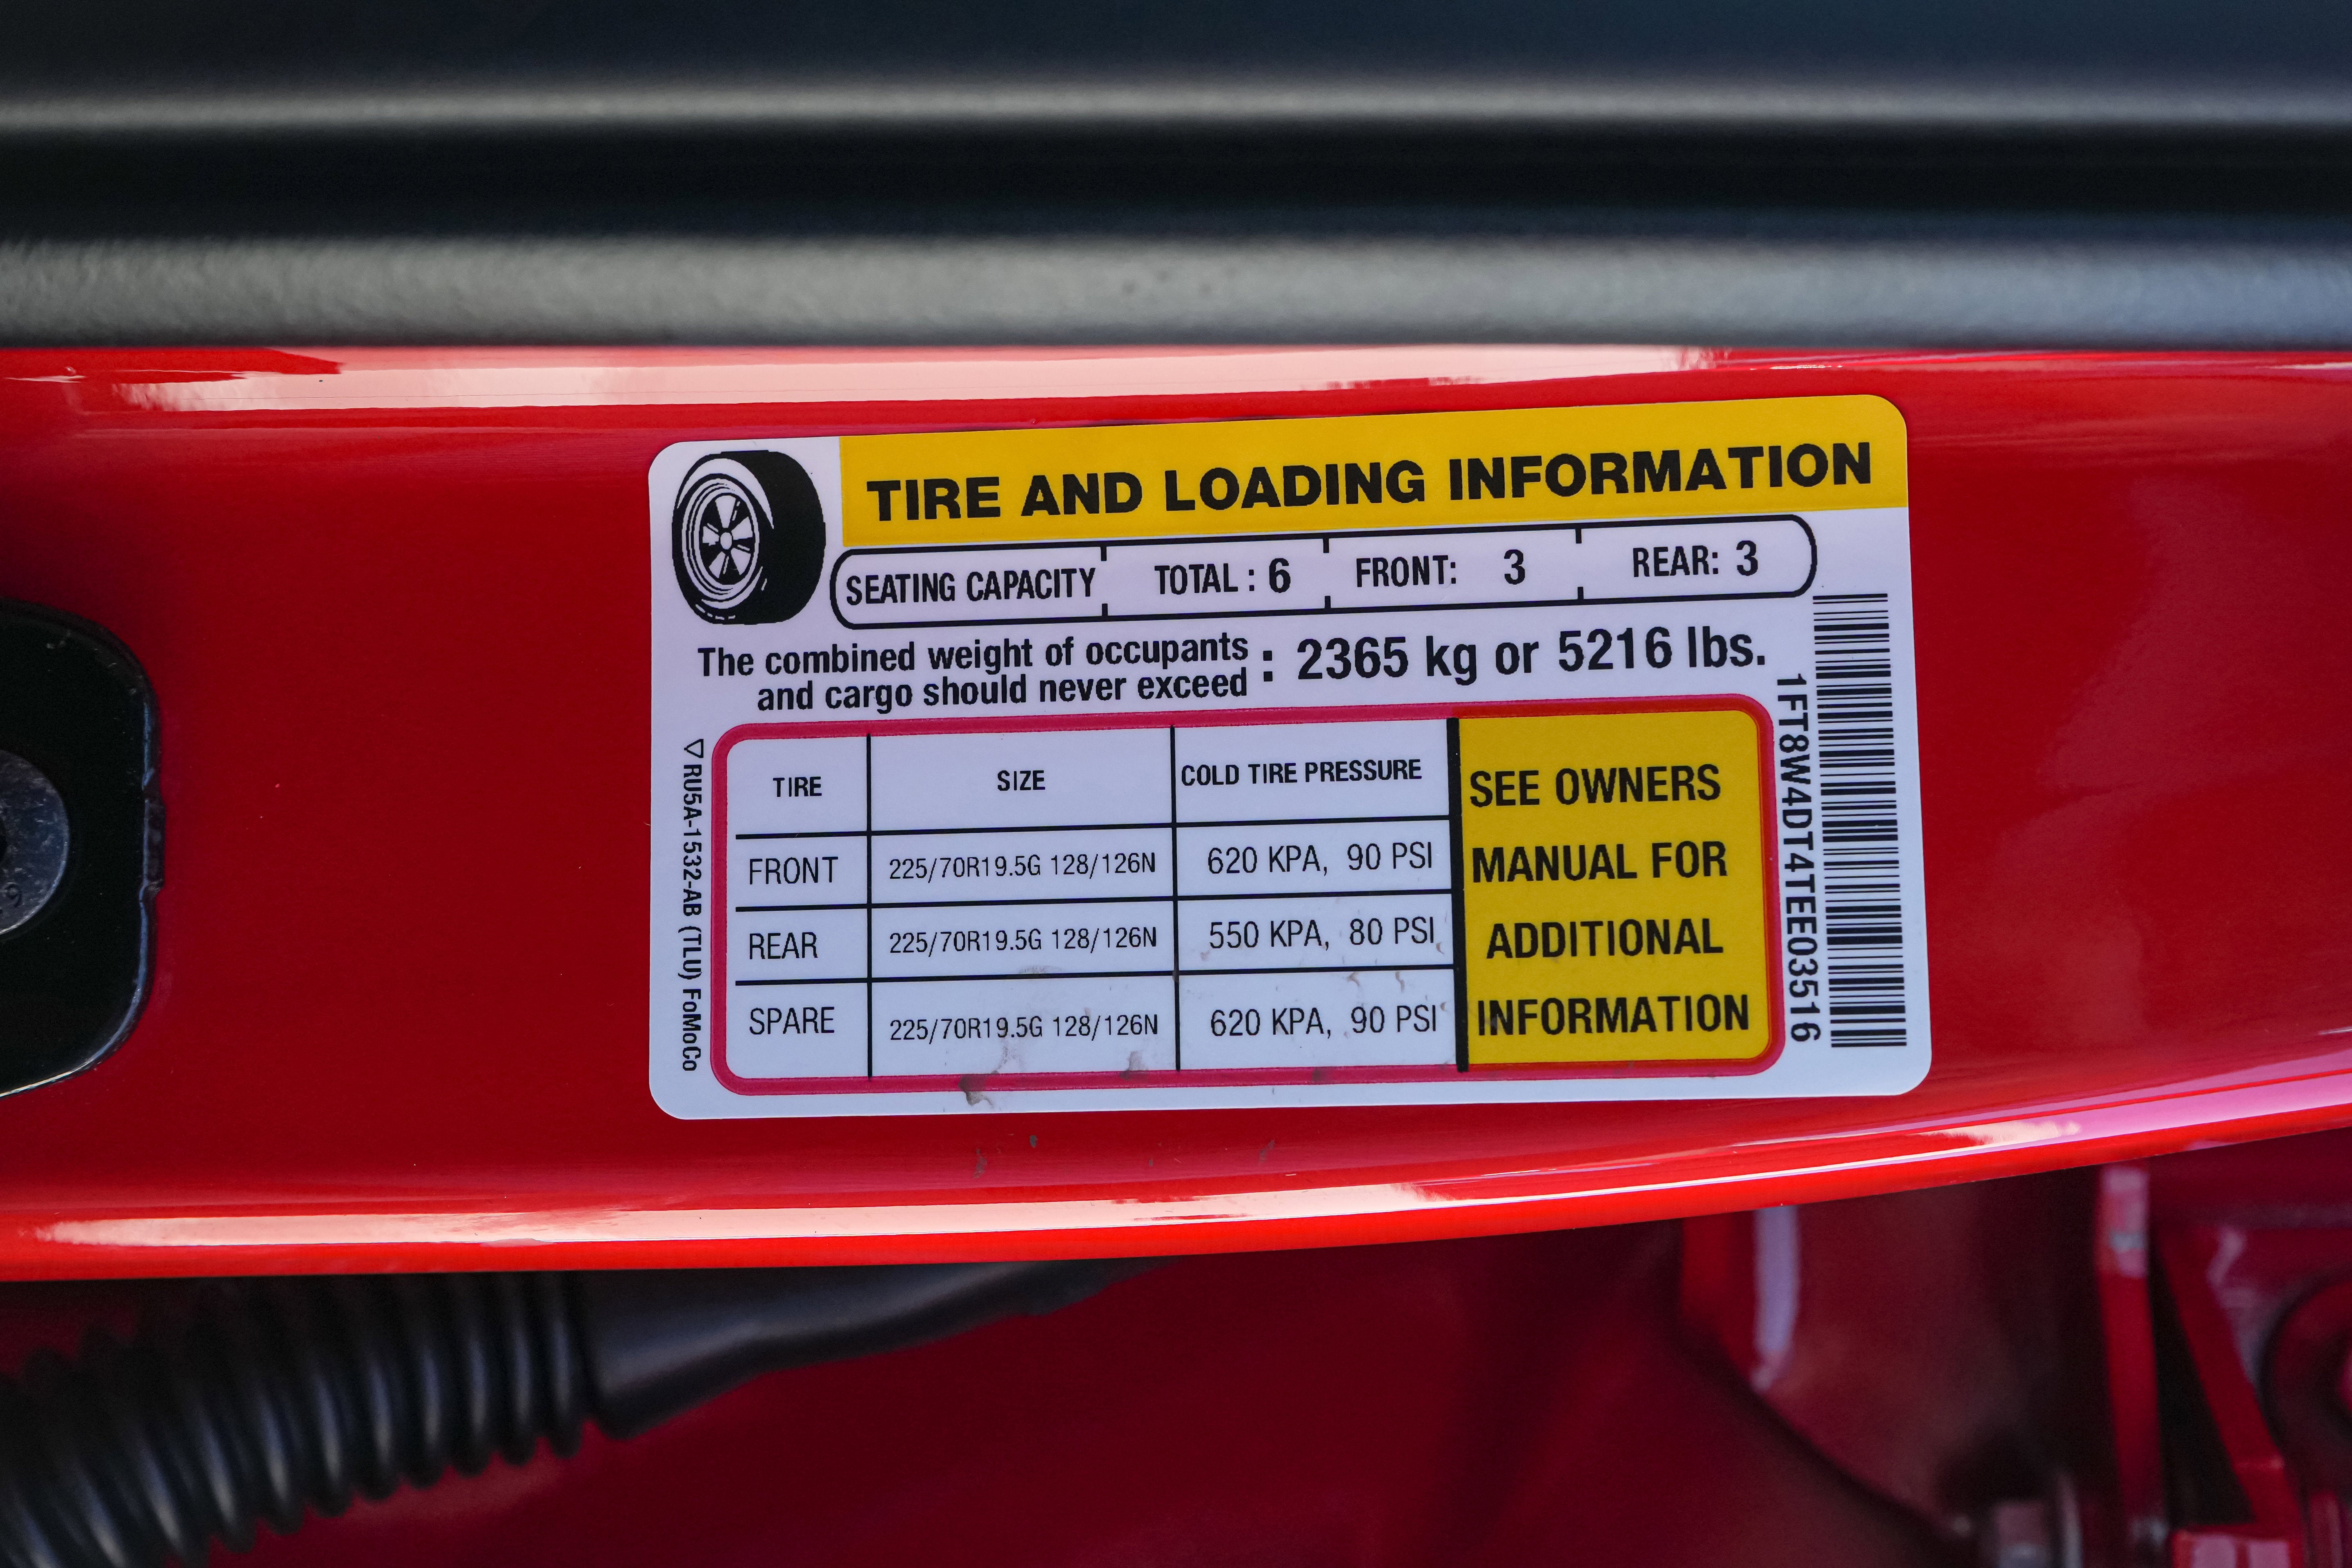 TIRE AND LOADING INFORMATION
SEATING CAPACITY TOTAL : 6 FRONT: 3 REAR: 3
The combined weight of occupants
and cargo should never exceed : 2365 kg or 5216 lbs.
TIRE SIZE COLD TIRE PRESSURE
FRONT 225/70R19.5G 128/126N 620 KPA, 90 PSI
REAR 225/70R19.5G 128/126N 550 KPA, 80 PSI
SPARE 225/70R19.5G 128/126N 620 KPA, 90 PSI
SEE OWNERS
MANUAL FOR
ADDITIONAL
INFORMATION
1FT8W4DT4TEE03516
RU5A-1532-AB (TLU) FoMoCo